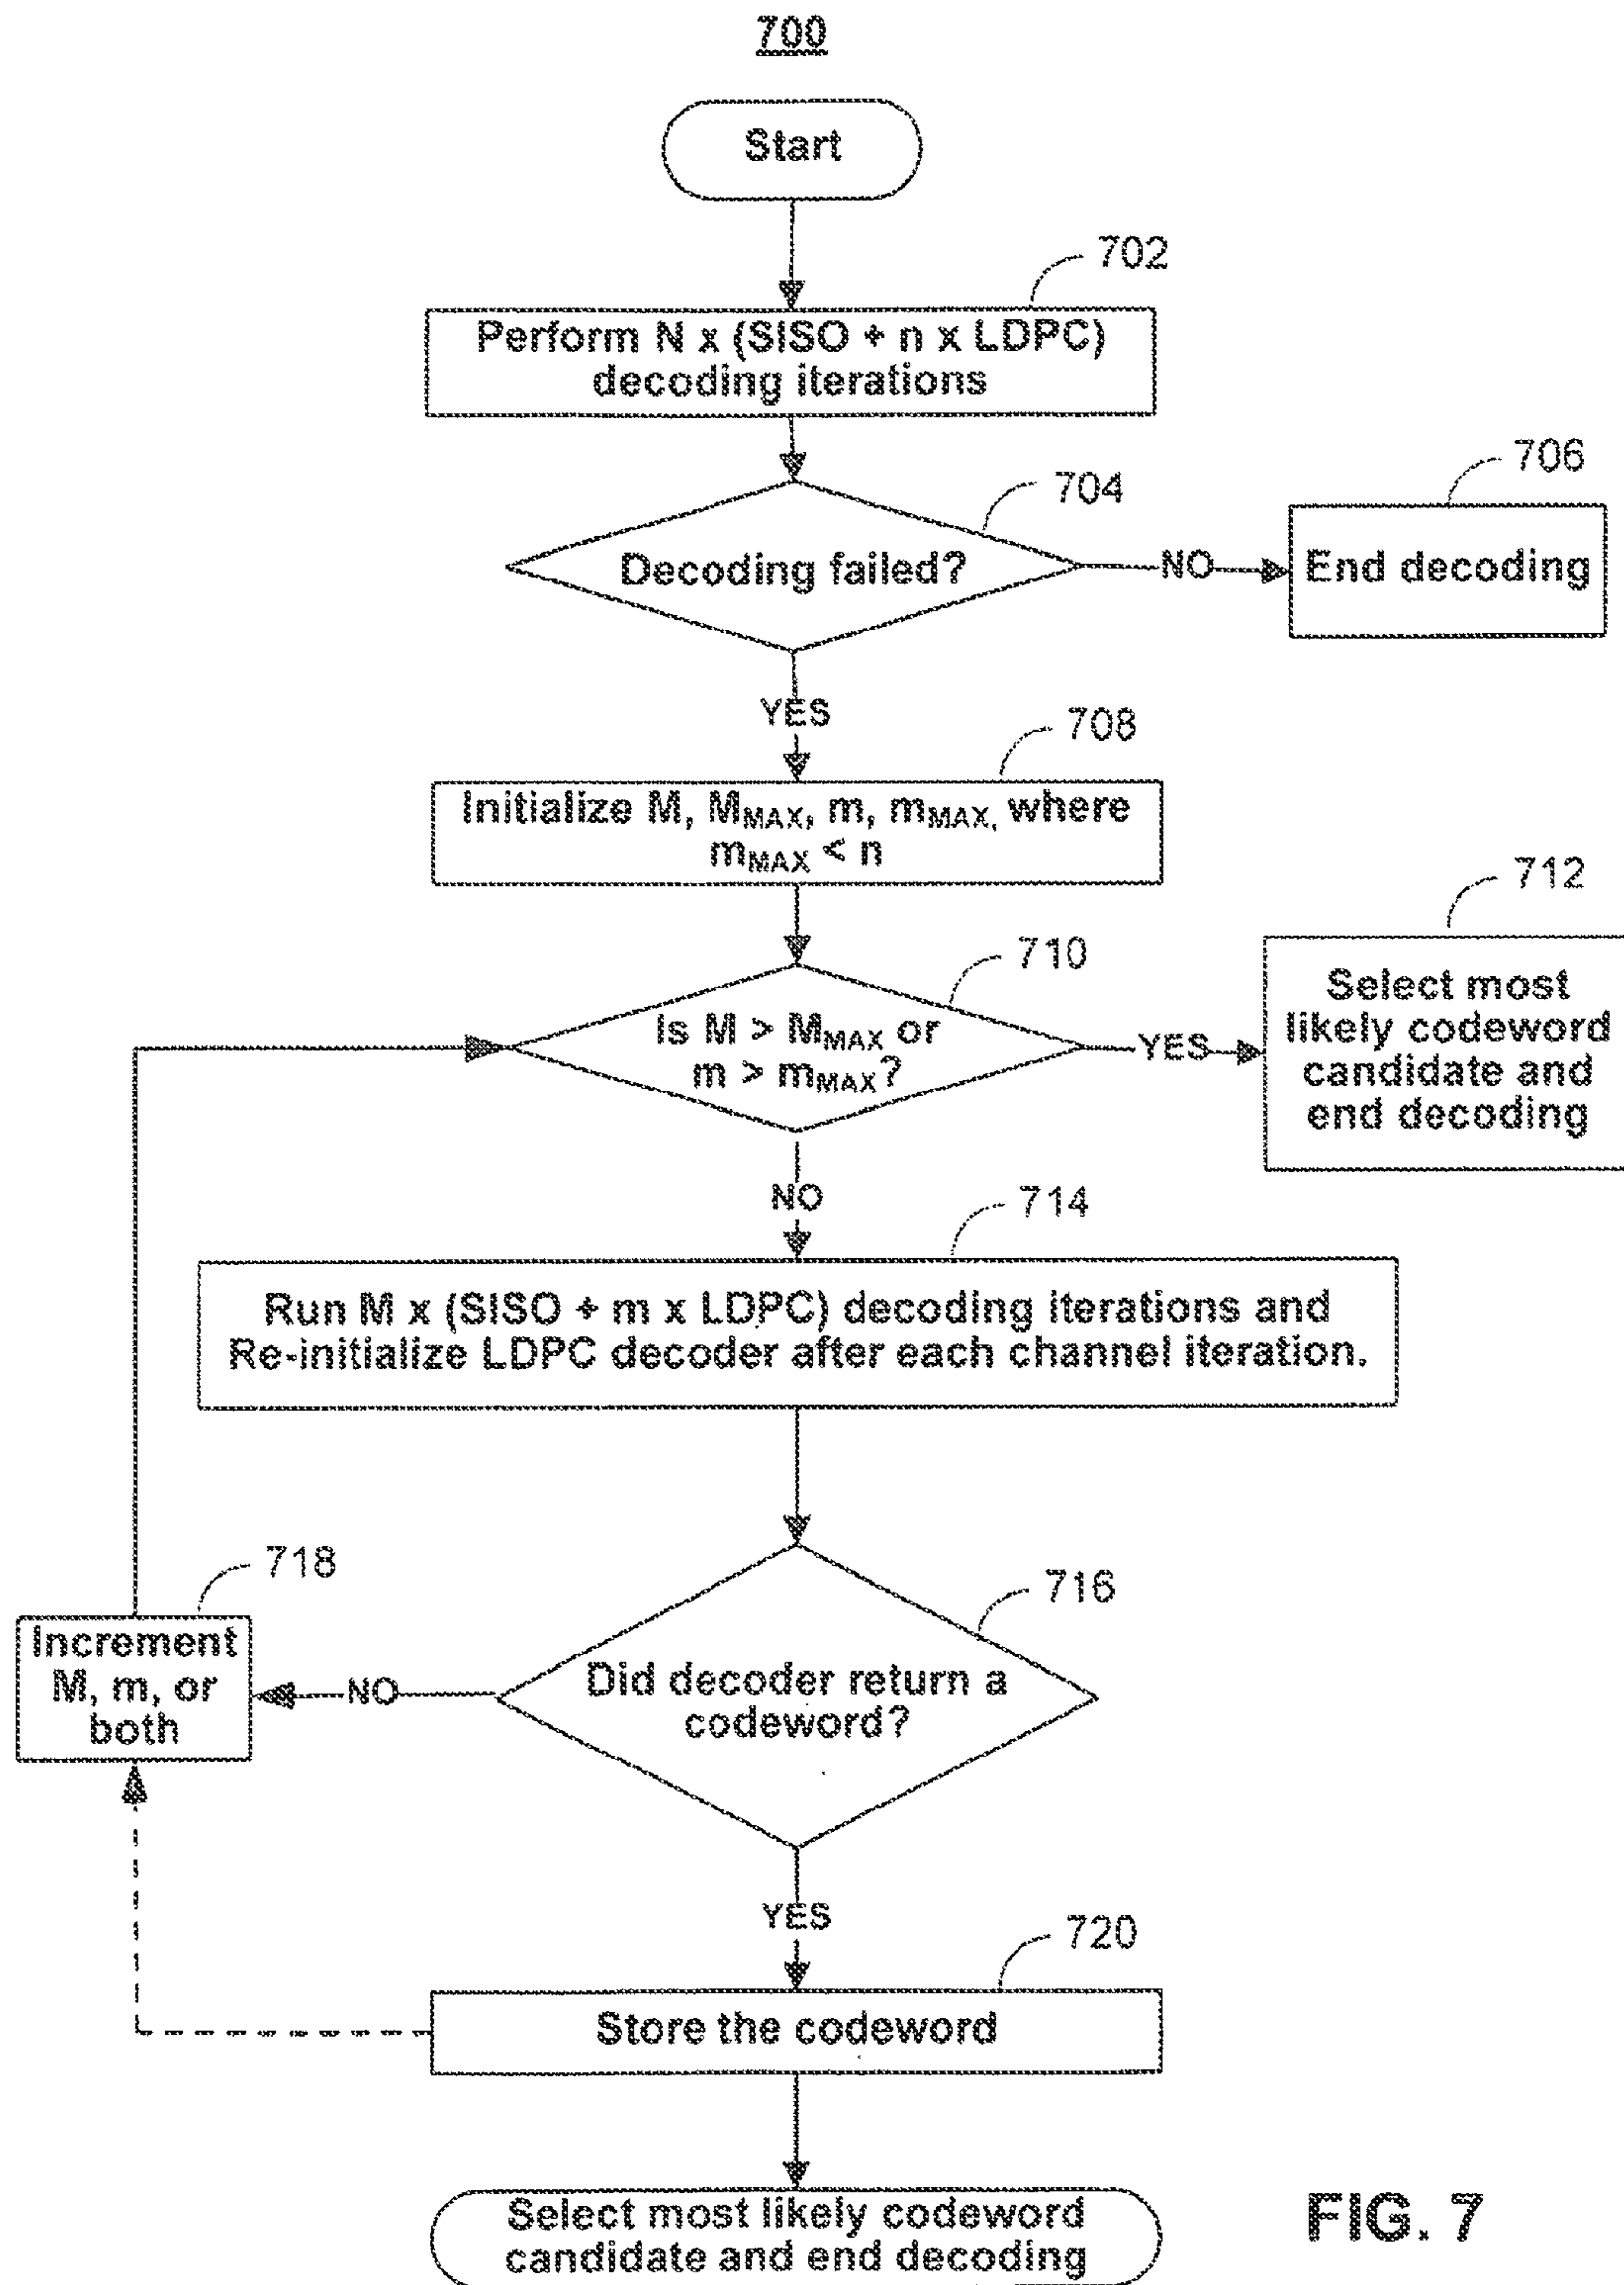 700
Start
702
Perform N x (SISO + n x LDPC)
decoding iterations
704
Decoding failed?
NO
706
End decoding
YES
708
Initialize M, MMAX, m, mMAX, where
mMAX < n
710
Is M > MMAX or
m > mMAX?
YES
712
Select most
likely codeword
candidate and
end decoding
NO
714
Run M x (SISO + m x LDPC) decoding iterations and
Re-initialize LDPC decoder after each channel iteration.
716
Did decoder return a
codeword?
NO
718
Increment
M, m, or
both
YES
720
Store the codeword
Select most likely codeword
candidate and end decoding
FIG. 7